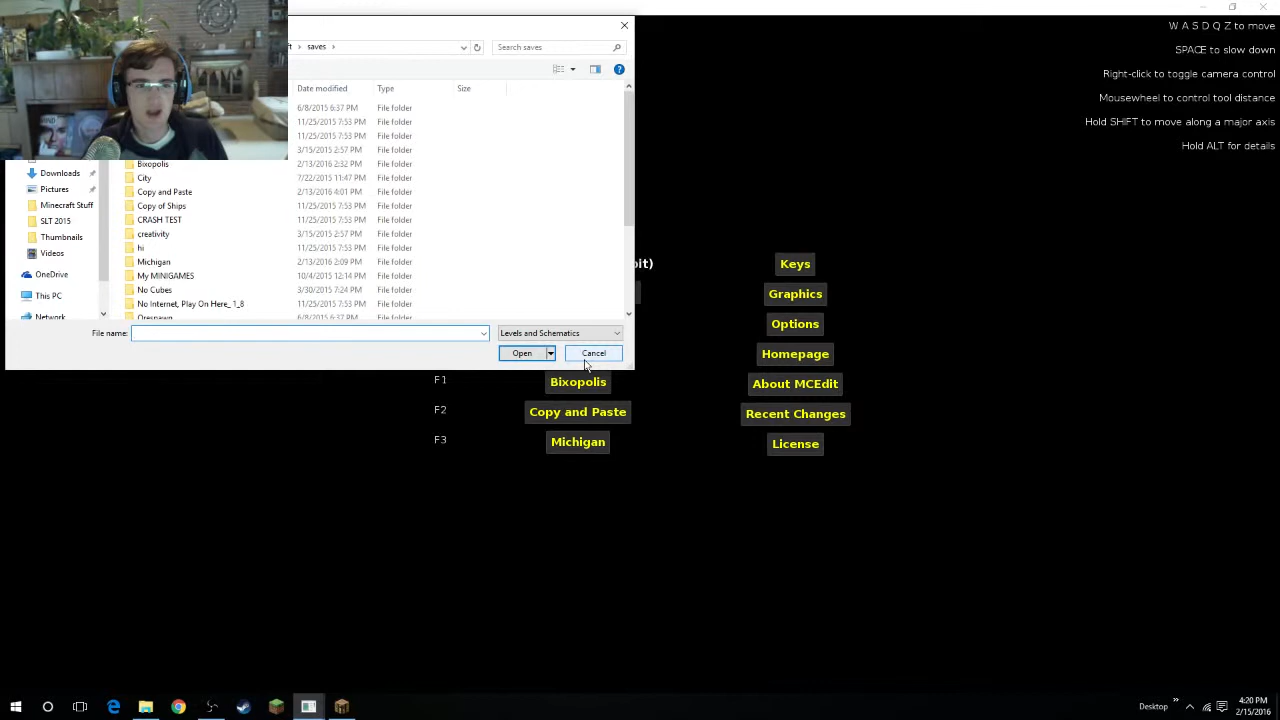 W A S D Q Z to move
SPACE to slow down
Right-click to toggle camera control
Mousewheel to control tool distance
Hold SHIFT to move along a major axis
Hold ALT for details
saves
Search saves
Date modified Type Size
6/8/2015 6:37 PM File folder
11/25/2015 7:53 PM File folder
11/25/2015 7:53 PM File folder
3/15/2015 2:57 PM File folder
Bixopolis 2/13/2016 2:32 PM File folder
City 7/22/2015 11:47 PM File folder
Copy and Paste 2/13/2016 4:01 PM File folder
Copy of Ships 11/25/2015 7:53 PM File folder
CRASH TEST 11/25/2015 7:53 PM File folder
creativity 3/15/2015 2:57 PM File folder
hi 11/25/2015 7:53 PM File folder
Michigan 2/13/2016 2:09 PM File folder
My MINIGAMES 10/4/2015 12:14 PM File folder
No Cubes 3/30/2015 7:24 PM File folder
No Internet, Play On Here_ 1_8 11/25/2015 7:53 PM File folder
Orespawn 6/8/2015 6:37 PM File folder
Downloads
Pictures
Minecraft Stuff
SLT 2015
Thumbnails
Videos
OneDrive
This PC
Network
File name:
Levels and Schematics
Open
Cancel
F1 Bixopolis
F2 Copy and Paste
F3 Michigan
Keys
Graphics
Options
Homepage
About MCEdit
Recent Changes
License
Desktop
4:20 PM
2/15/2016